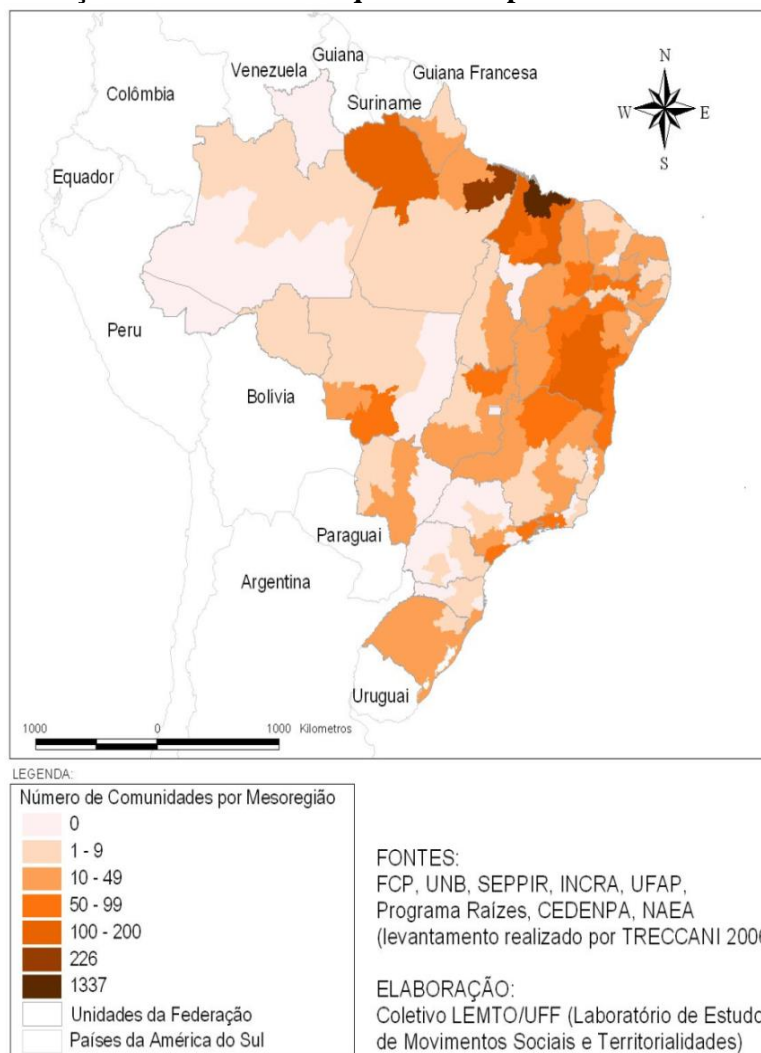 Guiana
Venezuela
Guiana Francesa
Colômbia
Suriname
N
W
E
S
Equador
Peru
Bolívia
Paraguai
Argentina
Uruguai
1000 0 1000 Kilometros
LEGENDA:
Número de Comunidades por Mesoregião
0
1 - 9
10 - 49
50 - 99
100 - 200
226
1337
Unidades da Federação
Países da América do Sul
FONTES:
FCP, UNB, SEPPIR, INCRA, UFAP,
Programa Raízes, CEDENPA, NAEA
(levantamento realizado por TRECCANI 2006
ELABORAÇÃO:
Coletivo LEMTO/UFF (Laboratório de Estudo
de Movimentos Sociais e Territorialidades)